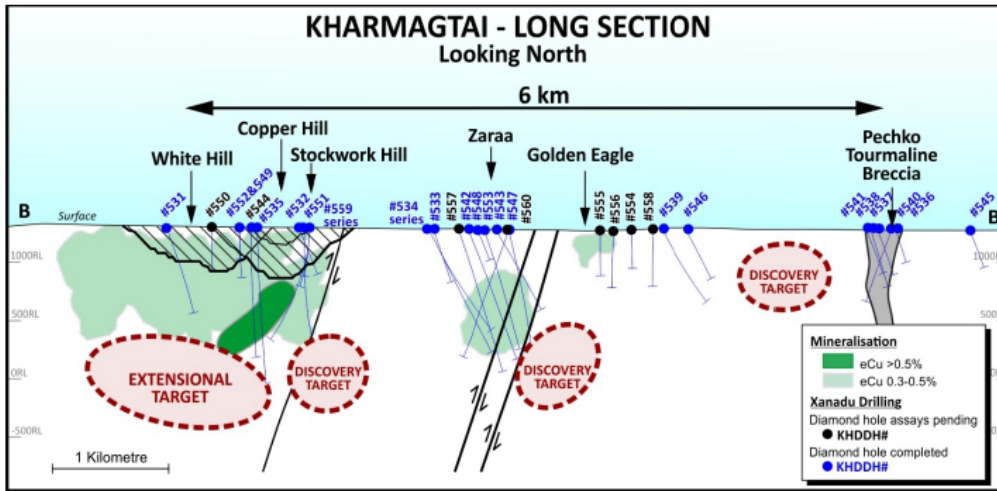 KHARMAGTAI - LONG SECTION
Looking North
6 km
Copper Hill
White Hill
Stockwork Hill
Zaraa
Golden Eagle
Pechko
Tourmaline
Breccia
B
Surface
#531
#550
#552&549
#544
#535
#532
#551
#559
series
#534
series
#533
#557
#542
#548
#553
#543
#547
#560
#555
#556
#554
#558
#539
#546
#541
#538
#537
#540
#536
#545
B
1000RL
500RL
0RL
-500RL
1000RL
500RL
EXTENSIONAL
TARGET
DISCOVERY
TARGET
DISCOVERY
TARGET
DISCOVERY
TARGET
1 Kilometre
Mineralisation
eCu >0.5%
eCu 0.3-0.5%
Xanadu Drilling
Diamond hole assays pending
KHDDH#
Diamond hole completed
KHDDH#